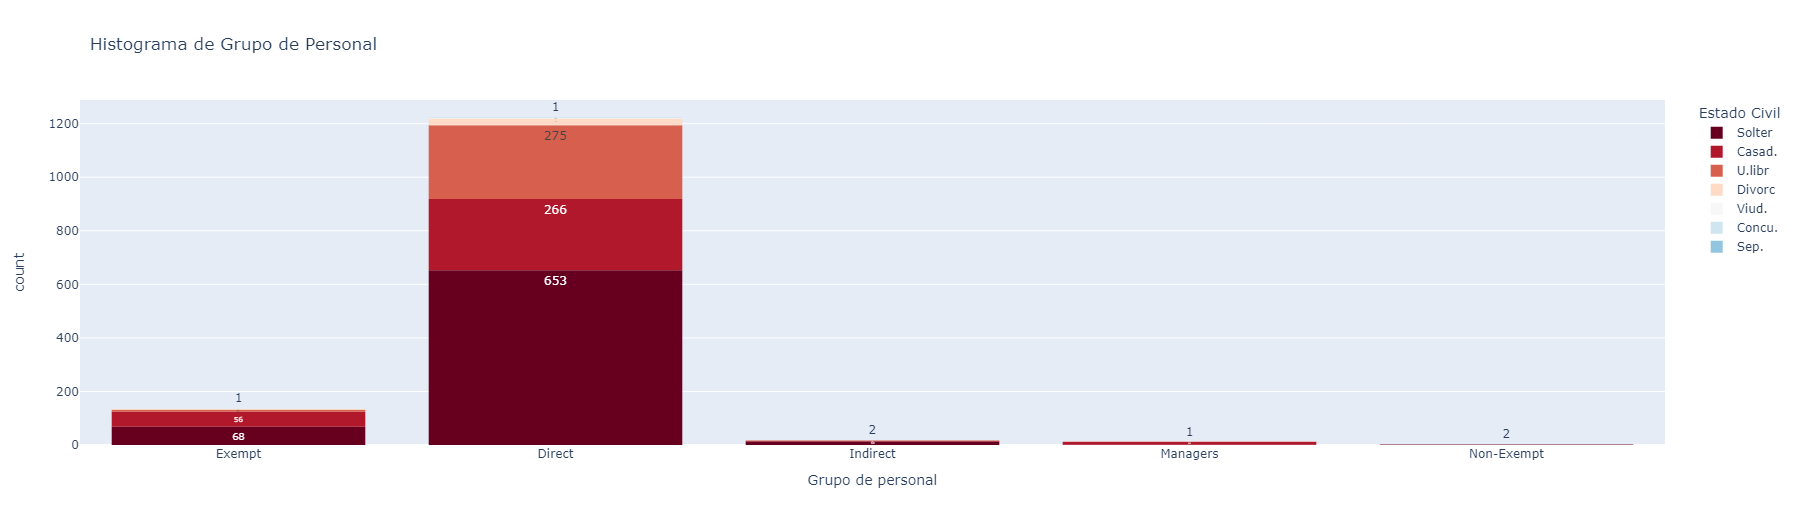 Histograma de Grupo de Personal
count
1200
1000
800
600
400
200
0
1
56
68
1
275
266
653
2
1
2
Exempt
Direct
Indirect
Managers
Non-Exempt
Grupo de personal
Estado Civil
Solter
Casad.
U.libr
Divorc
Viud.
Concu.
Sep.